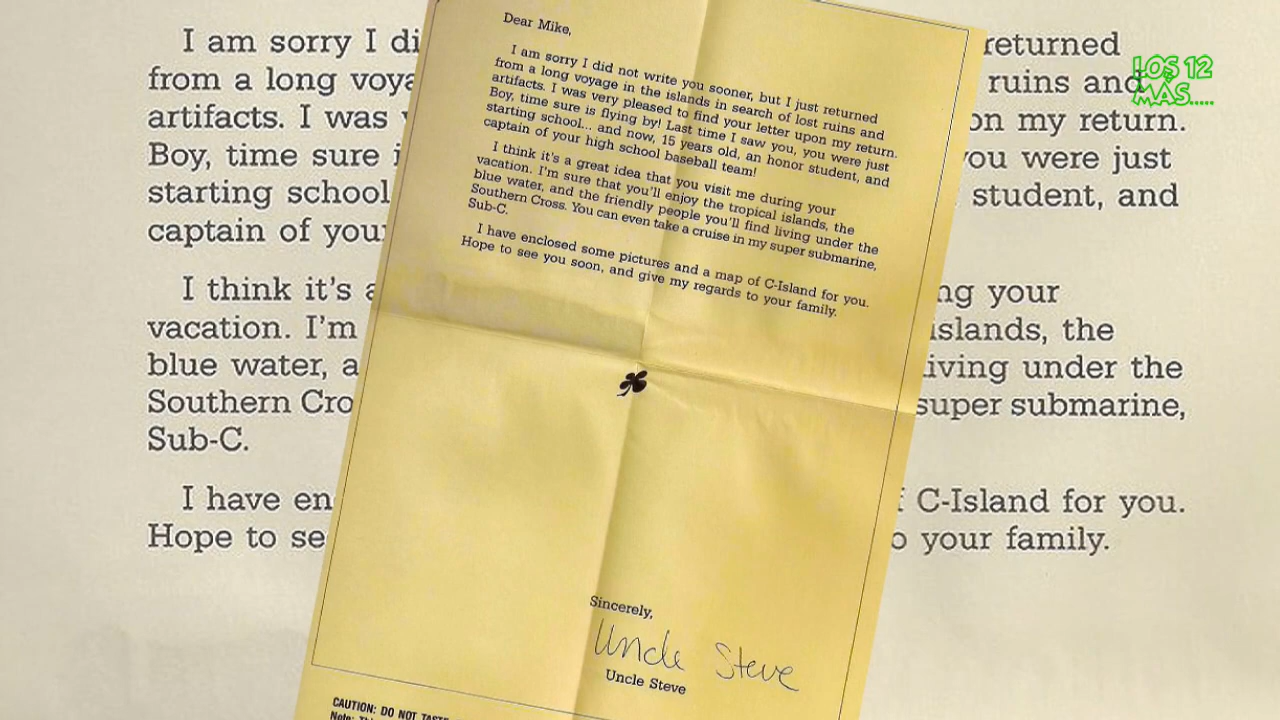 Dear Mike,
I am sorry I did not write you sooner, but I just returned
from a long voyage in the islands in search of lost ruins and
artifacts. I was very pleased to find your letter upon my return.
Boy, time sure is flying by! Last time I saw you, you were just
starting school... and now, 15 years old, an honor student, and
captain of your high school baseball team!
I think it's a great idea that you visit me during your
vacation. I'm sure that you'll enjoy the tropical islands, the
blue water, and the friendly people you'll find living under the
Southern Cross. You can even take a cruise in my super submarine,
Sub-C.
I have enclosed some pictures and a map of C-Island for you.
Hope to see you soon, and give my regards to your family.
Sincerely,
Uncle Steve
Uncle Steve
CAUTION: DO NOT TASTE
I am sorry I di
returned
from a long voya
ruins and
artifacts. I was
on my return.
Boy, time sure i
you were just
starting school
student, and
captain of you
I think it's a
ng your
vacation. I'm
islands, the
blue water, a
iving under the
Southern Cro
super submarine,
Sub-C.
I have en
f C-Island for you.
Hope to se
o your family.
LOS 12
MÁS.....